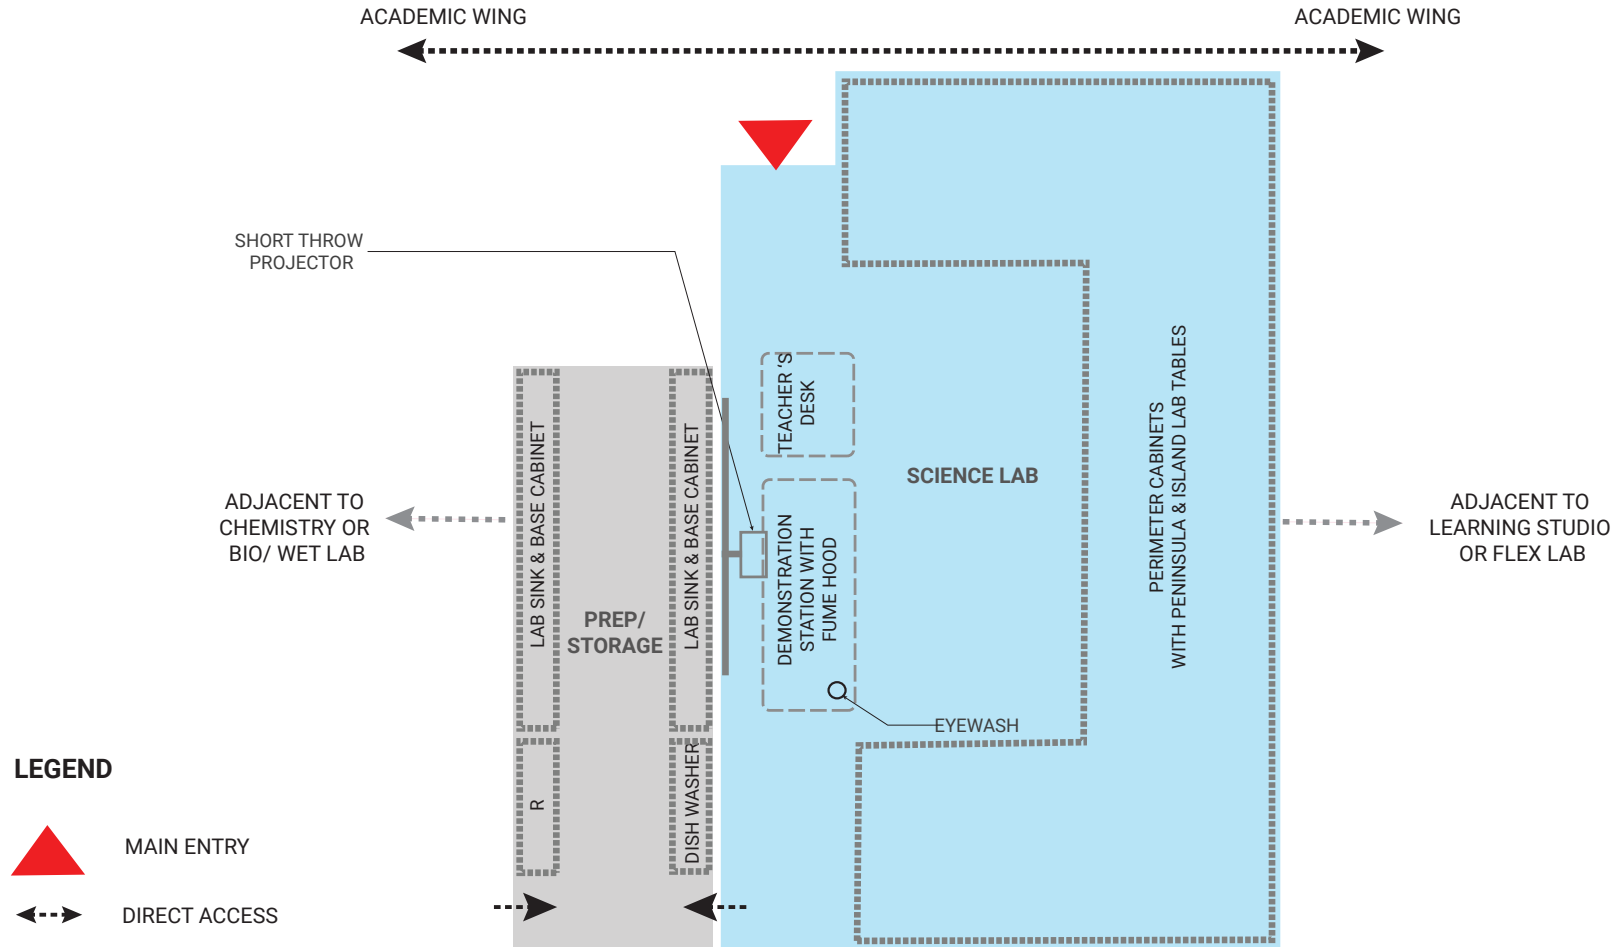 ACADEMIC WING
ACADEMIC WING
SHORT THROW
PROJECTOR
TEACHER 'S
DESK
SCIENCE LAB
LAB SINK & BASE CABINET
LAB SINK & BASE CABINET
PREP/
STORAGE
DEMONSTRATION
STATION WITH
FUME HOOD
PERIMETER CABINETS
WITH PENINSULA & ISLAND LAB TABLES
ADJACENT TO
CHEMISTRY OR
BIO/ WET LAB
ADJACENT TO
LEARNING STUDIO
OR FLEX LAB
EYEWASH
R
DISH WASHER
LEGEND
MAIN ENTRY
DIRECT ACCESS